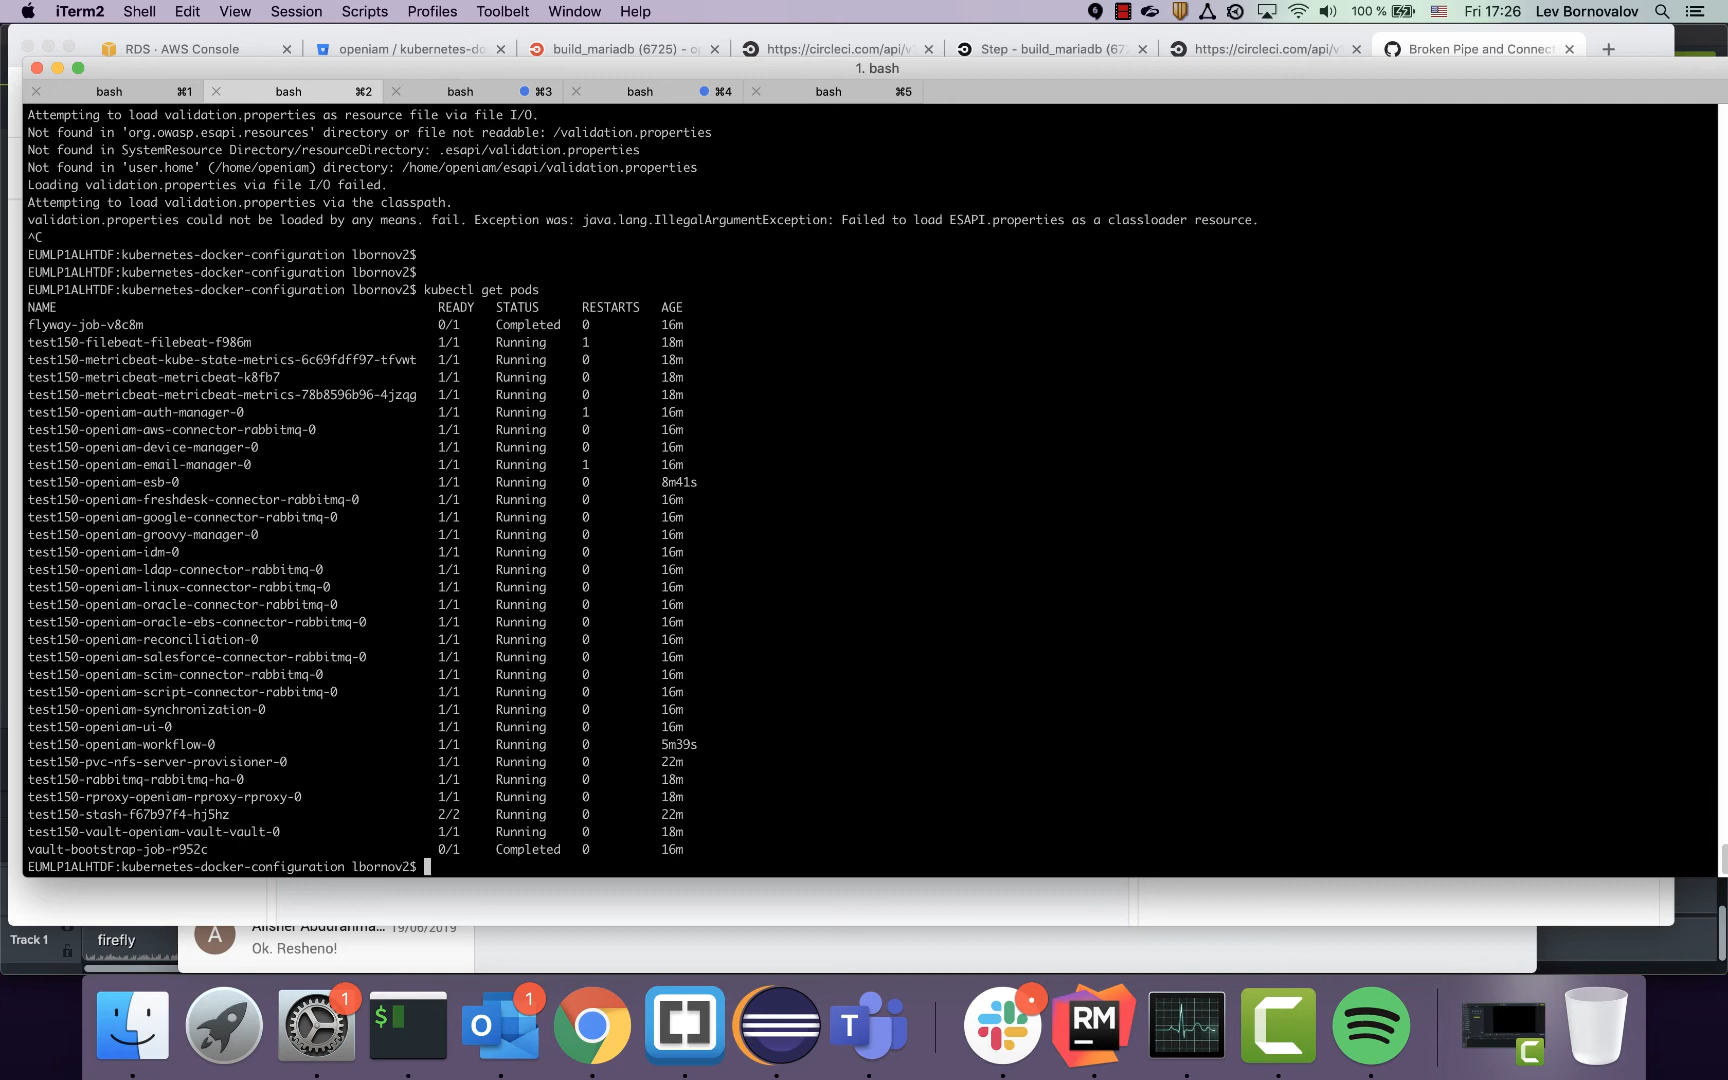 iTerm2 Shell Edit View Session Scripts Profiles Toolbelt Window Help 100 % Fri 17:26 Lev Bornovalov
RDS - AWS Console openiam / kubernetes-do build_mariadb (6725) - o https://circleci.com/api/v Step - build_mariadb (672 https://circleci.com/api/v Broken Pipe and Connect
1. bash
bash ⌘1 bash ⌘2 bash ⌘3 bash ⌘4 bash ⌘5
Attempting to load validation.properties as resource file via file I/O.
Not found in 'org.owasp.esapi.resources' directory or file not readable: /validation.properties
Not found in SystemResource Directory/resourceDirectory: .esapi/validation.properties
Not found in 'user.home' (/home/openiam) directory: /home/openiam/esapi/validation.properties
Loading validation.properties via file I/O failed.
Attempting to load validation.properties via the classpath.
validation.properties could not be loaded by any means. fail. Exception was: java.lang.IllegalArgumentException: Failed to load ESAPI.properties as a classloader resource.
^C
EUMLP1ALHTDF:kubernetes-docker-configuration lbornov2$
EUMLP1ALHTDF:kubernetes-docker-configuration lbornov2$
EUMLP1ALHTDF:kubernetes-docker-configuration lbornov2$ kubectl get pods
NAME READY STATUS RESTARTS AGE
flyway-job-v8c8m 0/1 Completed 0 16m
test150-filebeat-filebeat-f986m 1/1 Running 1 18m
test150-metricbeat-kube-state-metrics-6c69fdff97-tfvwt 1/1 Running 0 18m
test150-metricbeat-metricbeat-k8fb7 1/1 Running 0 18m
test150-metricbeat-metricbeat-metrics-78b8596b96-4jzqg 1/1 Running 0 18m
test150-openiam-auth-manager-0 1/1 Running 1 16m
test150-openiam-aws-connector-rabbitmq-0 1/1 Running 0 16m
test150-openiam-device-manager-0 1/1 Running 0 16m
test150-openiam-email-manager-0 1/1 Running 1 16m
test150-openiam-esb-0 1/1 Running 0 8m41s
test150-openiam-freshdesk-connector-rabbitmq-0 1/1 Running 0 16m
test150-openiam-google-connector-rabbitmq-0 1/1 Running 0 16m
test150-openiam-groovy-manager-0 1/1 Running 0 16m
test150-openiam-idm-0 1/1 Running 0 16m
test150-openiam-ldap-connector-rabbitmq-0 1/1 Running 0 16m
test150-openiam-linux-connector-rabbitmq-0 1/1 Running 0 16m
test150-openiam-oracle-connector-rabbitmq-0 1/1 Running 0 16m
test150-openiam-oracle-ebs-connector-rabbitmq-0 1/1 Running 0 16m
test150-openiam-reconciliation-0 1/1 Running 0 16m
test150-openiam-salesforce-connector-rabbitmq-0 1/1 Running 0 16m
test150-openiam-scim-connector-rabbitmq-0 1/1 Running 0 16m
test150-openiam-script-connector-rabbitmq-0 1/1 Running 0 16m
test150-openiam-synchronization-0 1/1 Running 0 16m
test150-openiam-ui-0 1/1 Running 0 16m
test150-openiam-workflow-0 1/1 Running 0 5m39s
test150-pvc-nfs-server-provisioner-0 1/1 Running 0 22m
test150-rabbitmq-rabbitmq-ha-0 1/1 Running 0 18m
test150-rproxy-openiam-rproxy-rproxy-0 1/1 Running 0 18m
test150-stash-f67b97f4-hj5hz 2/2 Running 0 22m
test150-vault-openiam-vault-vault-0 1/1 Running 0 18m
vault-bootstrap-job-r952c 0/1 Completed 0 16m
EUMLP1ALHTDF:kubernetes-docker-configuration lbornov2$
Track 1 firefly A Alisher Abdurahma... 19/06/2019
Ok. Resheno!
1 $ O 1 T RM C
C